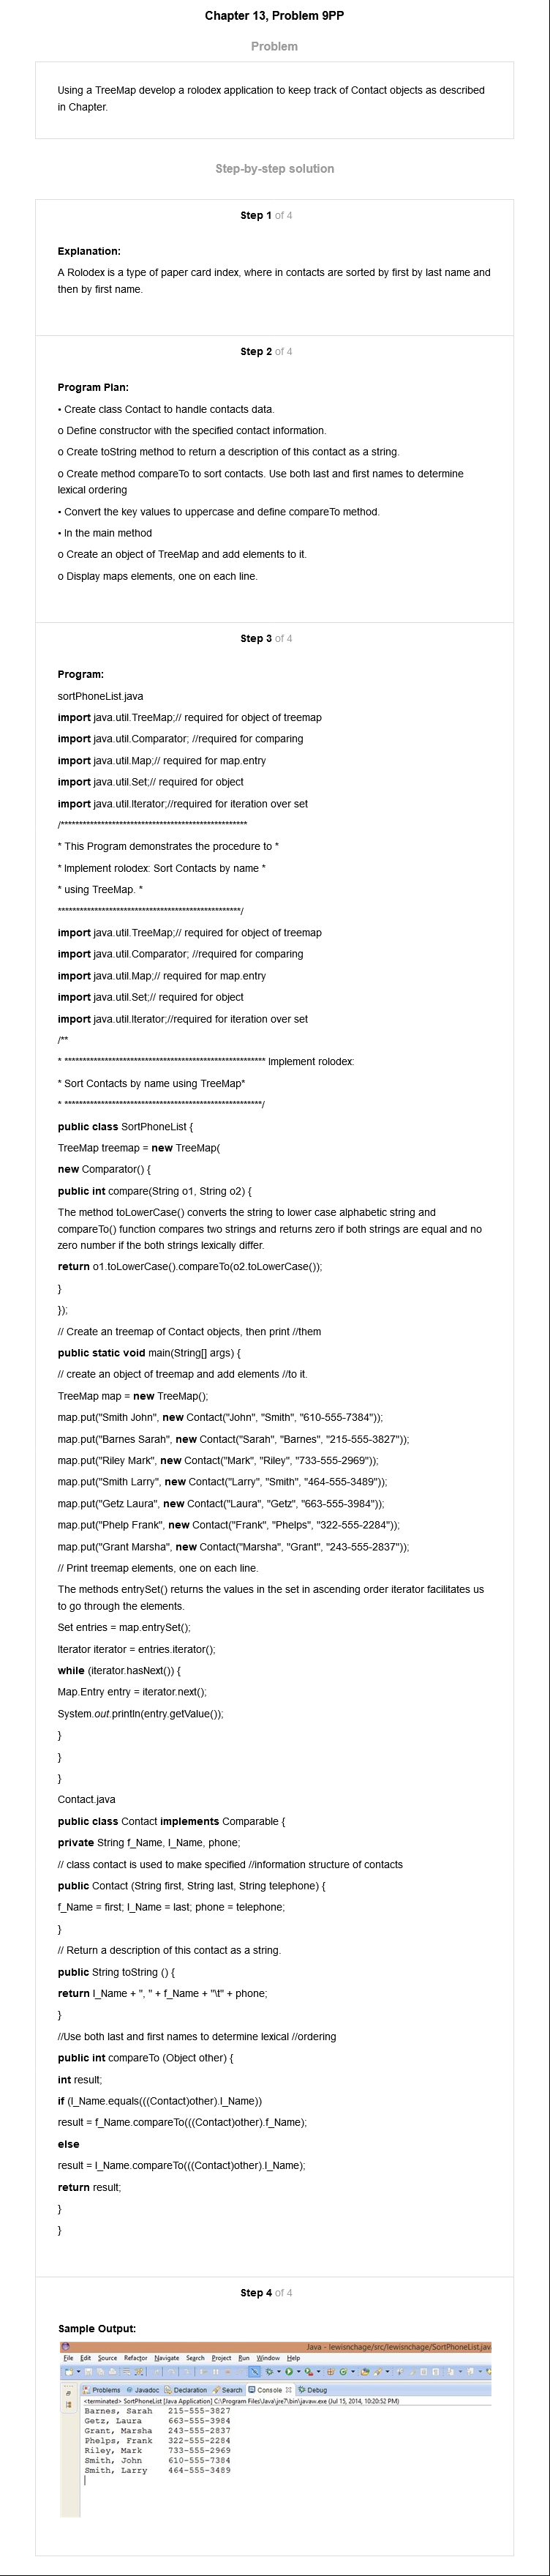 Chapter 13, Problem 9PP
Problem
Using a TreeMap develop a rolodex application to keep track of Contact objects as described
in Chapter.
Step-by-step solution
Step 1 of 4
Explanation:
A Rolodex is a type of paper card index, where in contacts are sorted by first by last name and
then by first name.
Step 2 of 4
Program Plan:
• Create class Contact to handle contacts data.
o Define constructor with the specified contact information.
o Create toString method to return a description of this contact as a string.
o Create method compareTo to sort contacts. Use both last and first names to determine
lexical ordering
• Convert the key values to uppercase and define compareTo method.
• In the main method
o Create an object of TreeMap and add elements to it.
o Display maps elements, one on each line.
Step 3 of 4
Program:
sortPhoneList.java
import java.util.TreeMap;// required for object of treemap
import java.util.Comparator; //required for comparing
import java.util.Map;// required for map.entry
import java.util.Set;// required for object
import java.util.Iterator;//required for iteration over set
/****************************************************
* This Program demonstrates the procedure to *
* Implement rolodex: Sort Contacts by name *
* using TreeMap. *
**************************************************/
import java.util.TreeMap;// required for object of treemap
import java.util.Comparator; //required for comparing
import java.util.Map;// required for map.entry
import java.util.Set;// required for object
import java.util.Iterator;//required for iteration over set
/**
* ******************************************************* Implement rolodex:
* Sort Contacts by name using TreeMap*
* ******************************************************/
public class SortPhoneList {
TreeMap treemap = new TreeMap(
new Comparator() {
public int compare(String o1, String o2) {
The method toLowerCase() converts the string to lower case alphabetic string and
compareTo() function compares two strings and returns zero if both strings are equal and no
zero number if the both strings lexically differ.
return o1.toLowerCase().compareTo(o2.toLowerCase());
}
});
// Create an treemap of Contact objects, then print //them
public static void main(String[] args) {
// create an object of treemap and add elements //to it.
TreeMap map = new TreeMap();
map.put("Smith John", new Contact("John", "Smith", "610-555-7384"));
map.put("Barnes Sarah", new Contact("Sarah", "Barnes", "215-555-3827"));
map.put("Riley Mark", new Contact("Mark", "Riley", "733-555-2969"));
map.put("Smith Larry", new Contact("Larry", "Smith", "464-555-3489"));
map.put("Getz Laura", new Contact("Laura", "Getz", "663-555-3984"));
map.put("Phelp Frank", new Contact("Frank", "Phelps", "322-555-2284"));
map.put("Grant Marsha", new Contact("Marsha", "Grant", "243-555-2837"));
// Print treemap elements, one on each line.
The methods entrySet() returns the values in the set in ascending order iterator facilitates us
to go through the elements.
Set entries = map.entrySet();
Iterator iterator = entries.iterator();
while (iterator.hasNext()) {
Map.Entry entry = iterator.next();
System.out.println(entry.getValue());
}
}
}
Contact.java
public class Contact implements Comparable {
private String f_Name, l_Name, phone;
// class contact is used to make specified //information structure of contacts
public Contact (String first, String last, String telephone) {
f_Name = first; l_Name = last; phone = telephone;
}
// Return a description of this contact as a string.
public String toString () {
return l_Name + ", " + f_Name + "\t" + phone;
}
//Use both last and first names to determine lexical //ordering
public int compareTo (Object other) {
int result;
if (l_Name.equals(((Contact)other).l_Name))
result = f_Name.compareTo(((Contact)other).f_Name);
else
result = l_Name.compareTo(((Contact)other).l_Name);
return result;
}
}
Step 4 of 4
Sample Output:
Java - lewisnchage/src/lewisnchage/SortPhoneList.jav
File Edit Source Refactor Navigate Search Project Run Window Help
Problems Javadoc Declaration Search Console Debug
<terminated> SortPhoneList [Java Application] C:\Program Files\Java\jre7\bin\javaw.exe (Jul 15, 2014, 10:20:52 PM)
Barnes, Sarah 215-555-3827
Getz, Laura 663-555-3984
Grant, Marsha 243-555-2837
Phelps, Frank 322-555-2284
Riley, Mark 733-555-2969
Smith, John 610-555-7384
Smith, Larry 464-555-3489